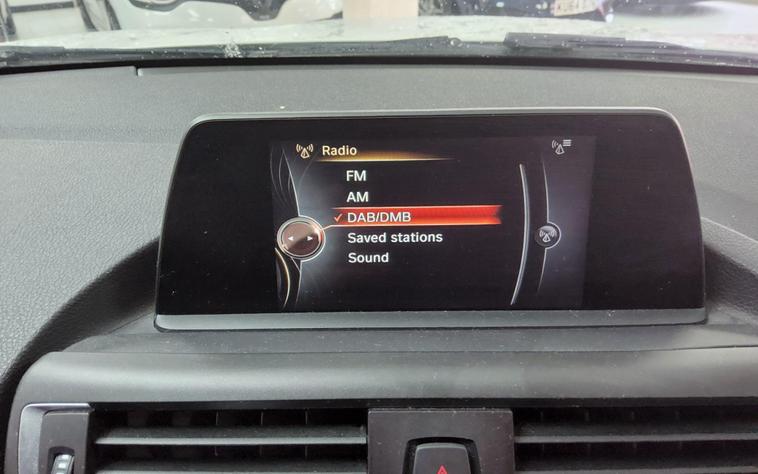 Radio
FM
AM
DAB/DMB
Saved stations
Sound